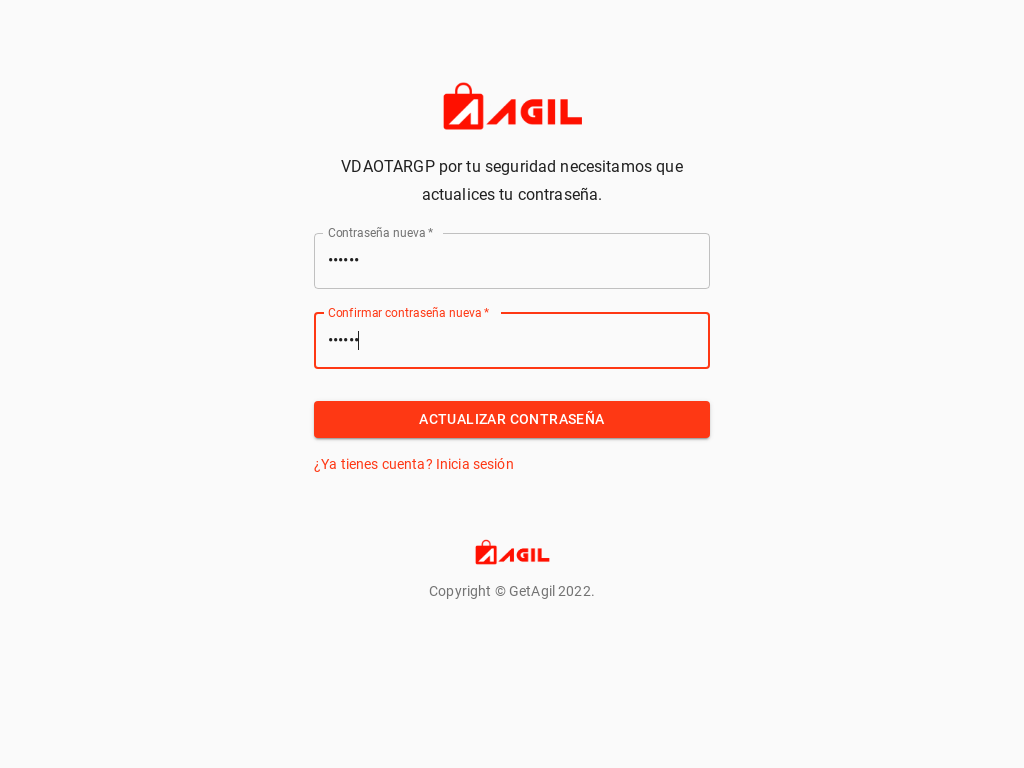 AGIL
VDAOTARGP por tu seguridad necesitamos que
actualices tu contraseña.
Contraseña nueva *
••••••
Confirmar contraseña nueva *
••••••
ACTUALIZAR CONTRASEÑA
¿Ya tienes cuenta? Inicia sesión
AGIL
Copyright © GetAgil 2022.